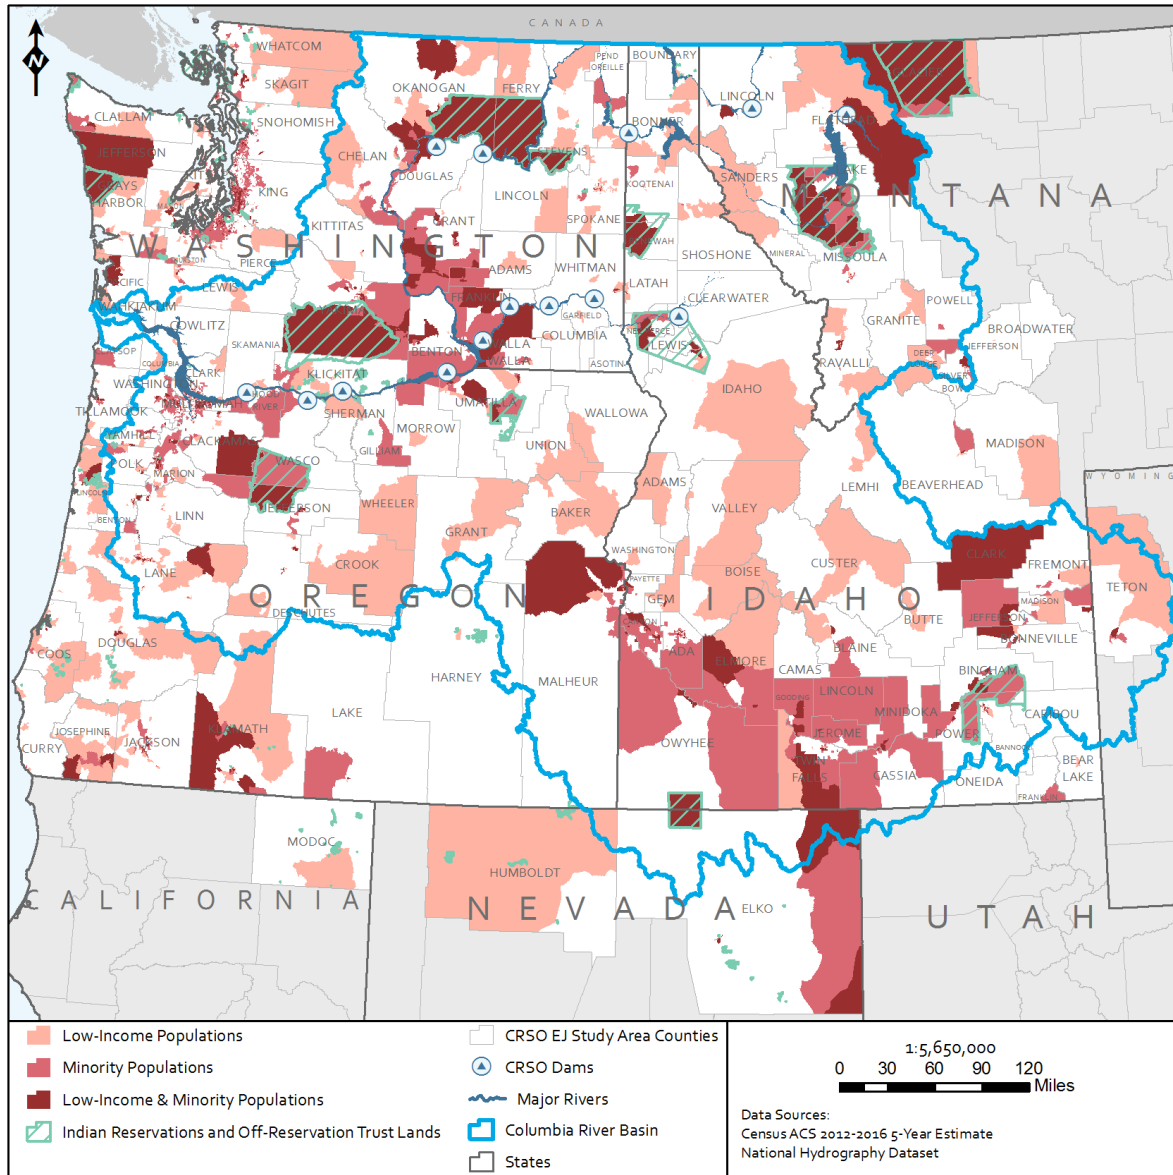 CANADA
N
WHATCOM
SKAGIT
SNOHOMISH
CLALLAM
JEFFERSON
GRAYS
HARBOR
KING
OKANOGAN
FERRY
PEND
OREILLE
BOUNDARY
LINCOLN
BONNER
STEVENS
CHELAN
DOUGLAS
LINCOLN
SPOKANE
SANDERS
MONTANA
KITTITAS
GRANT
WASHINGTON
PIERCE
ADAMS
WHITMAN
SHOSHONE
MINERAL
MISSOULA
LEWIS
LATAH
CLEARWATER
POWELL
WAHKIAKUM
COWLITZ
FRANKLIN
GARFIELD
GRANITE
BROADWATER
SKAMANIA
BENTON
WALLA
WALLA
COLUMBIA
LEWIS
JEFFERSON
ASOTIN
RAVALLI
DEER
SILVER
BOW
COLUMBIA
WASHINGTON
CLARK
KLICKITAT
IDAHO
TILLAMOOK
HOOD
RIVER
SHERMAN
UMATILLA
WALLOWA
YAMHILL
CLACKAMAS
MORROW
GILLIAM
UNION
MADISON
POLK
MARION
WASCO
LEMHI
BEAVERHEAD
WYOMING
LINCOLN
BENTON
LINN
JEFFERSON
WHEELER
ADAMS
VALLEY
GRANT
BAKER
LANE
CROOK
WASHINGTON
PAYETTE
BOISE
CUSTER
CLARK
FREMONT
TETON
OREGON
DESCHUTES
GEM
IDAHO
BUTTE
MADISON
JEFFERSON
BONNEVILLE
CANYON
ADA
ELMORE
CAMAS
BLAINE
BINGHAM
COOS
DOUGLAS
HARNEY
MALHEUR
GOODING
LINCOLN
MINIDOKA
CARIBOU
LAKE
OWYHEE
JEROME
POWER
BANNOCK
CURRY
JOSEPHINE
JACKSON
KLAMATH
TWIN
FALLS
CASSIA
ONEIDA
BEAR
LAKE
FRANKLIN
MODOC
HUMBOLDT
CALIFORNIA
NEVADA
ELKO
UTAH
Low-Income Populations
Minority Populations
Low-Income & Minority Populations
Indian Reservations and Off-Reservation Trust Lands
CRSO EJ Study Area Counties
CRSO Dams
Major Rivers
Columbia River Basin
States
1:5,650,000
0 30 60 90 120
Miles
Data Sources:
Census ACS 2012-2016 5-Year Estimate
National Hydrography Dataset